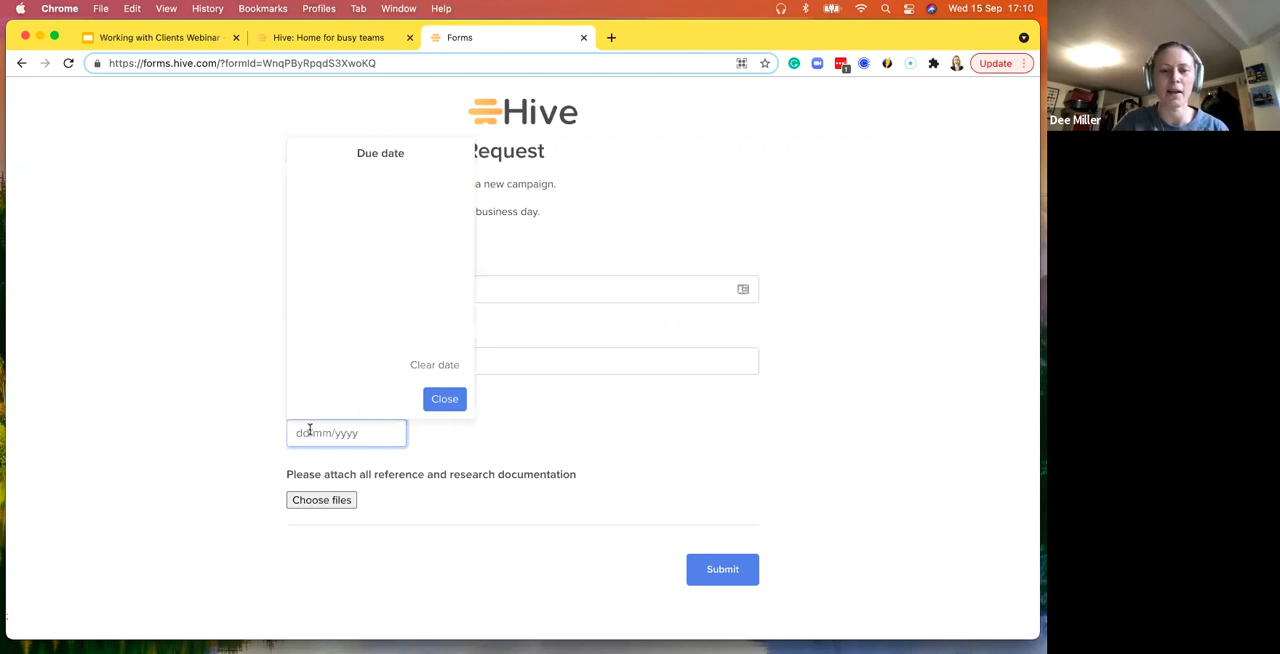 Chrome File Edit View History Bookmarks Profiles Tab Window Help Wed 15 Sep 17:10
Working with Clients Webinar
Hive: Home for busy teams
Forms
https://forms.hive.com/?formId=WnqPByRpqdS3XwoKQ
1
Update
Dee Miller
Hive
Request
a new campaign.
business day.
Due date
Clear date
Close
dd/mm/yyyy
Please attach all reference and research documentation
Choose files
Submit